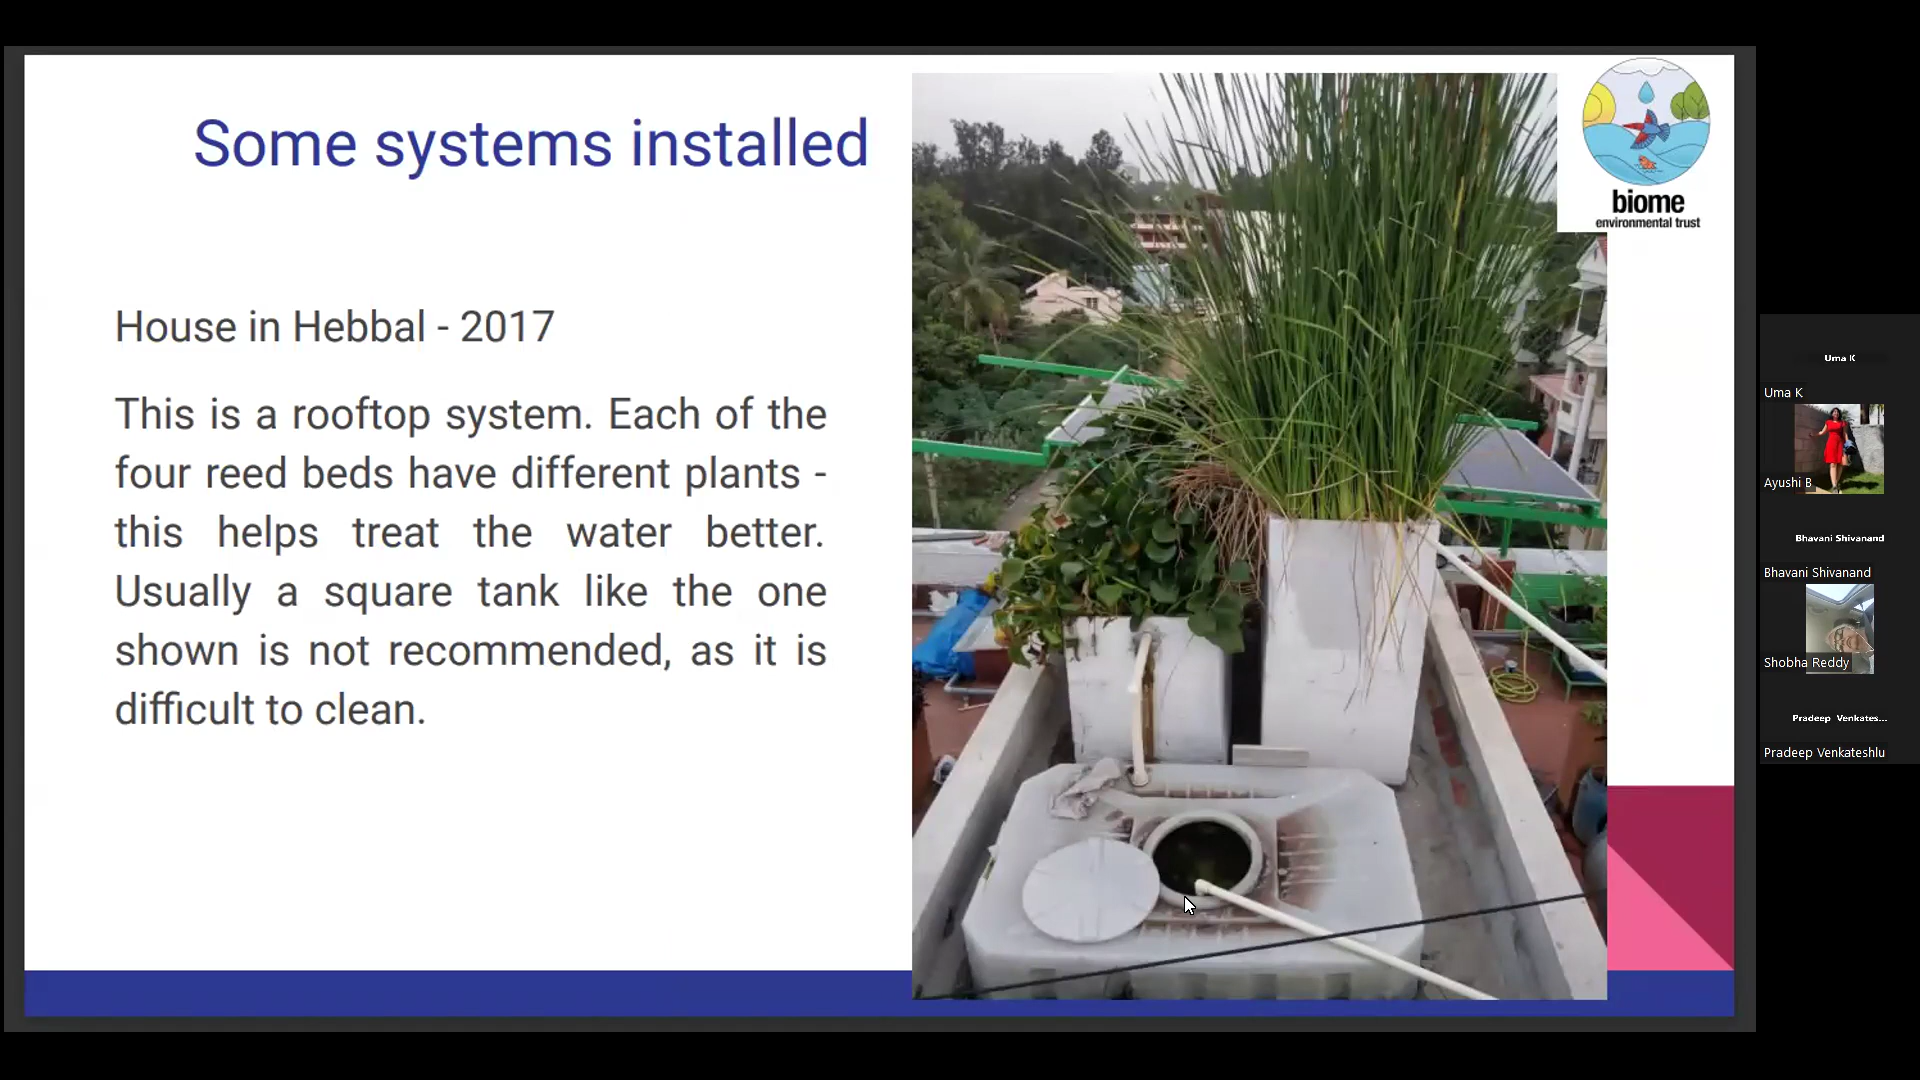 Some systems installed
biome
environmental trust
House in Hebbal - 2017
This is a rooftop system. Each of the
four reed beds have different plants -
this helps treat the water better.
Usually a square tank like the one
shown is not recommended, as it is
difficult to clean.
Uma K
Uma K
Ayushi B
Bhavani Shivanand
Bhavani Shivanand
Shobha Reddy
Pradeep Venkates...
Pradeep Venkateshlu